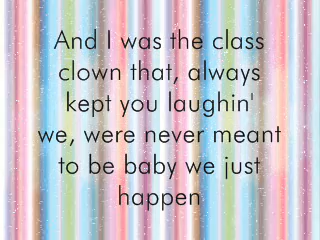 And I was the class
clown that, always
kept you laughin'
we, were never meant
to be baby we just
happen